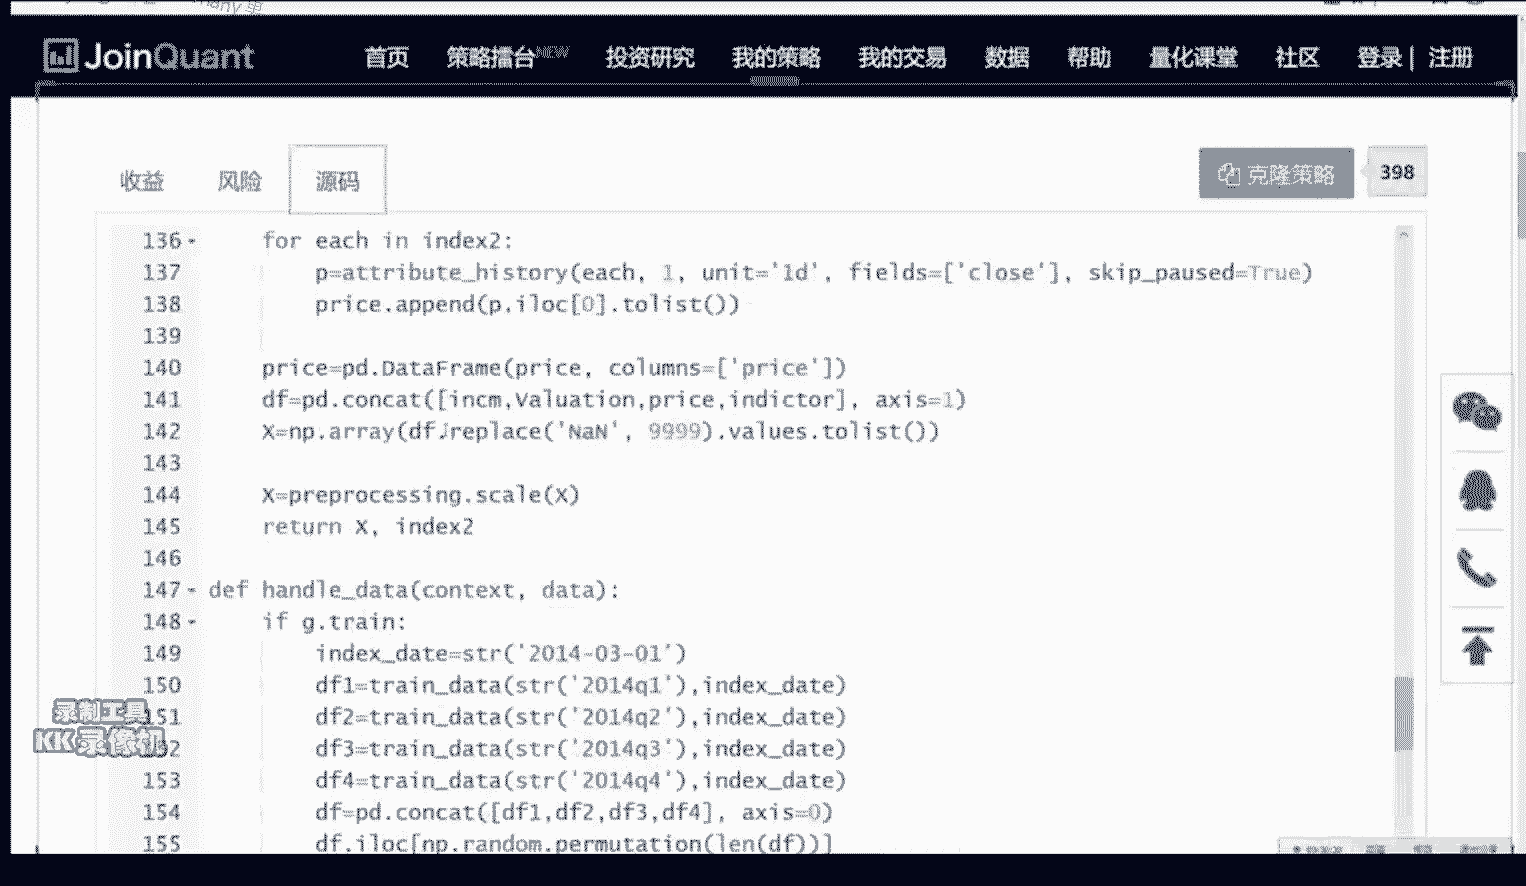 JoinQuant 首页 策略擂台NEW 投资研究 我的策略 我的交易 数据 帮助 量化课堂 社区 登录 | 注册
收益 风险 源码 克隆策略 398
136 for each in index2:
137 p=attribute_history(each, 1, unit='1d', fields=['close'], skip_paused=True)
138 price.append(p.iloc[0].tolist())
139
140 price=pd.DataFrame(price, columns=['price'])
141 df=pd.concat([incm,Valuation,price,indictor], axis=1)
142 X=np.array(df.replace('NaN', 9999).values.tolist())
143
144 X=preprocessing.scale(X)
145 return X, index2
146
147 def handle_data(context, data):
148 if g.train:
149 index_date=str('2014-03-01')
150 df1=train_data(str('2014q1'),index_date)
151 df2=train_data(str('2014q2'),index_date)
152 df3=train_data(str('2014q3'),index_date)
153 df4=train_data(str('2014q4'),index_date)
154 df=pd.concat([df1,df2,df3,df4], axis=0)
155 df.iloc[np.random.permutation(len(df))]
录制工具
KK录像机